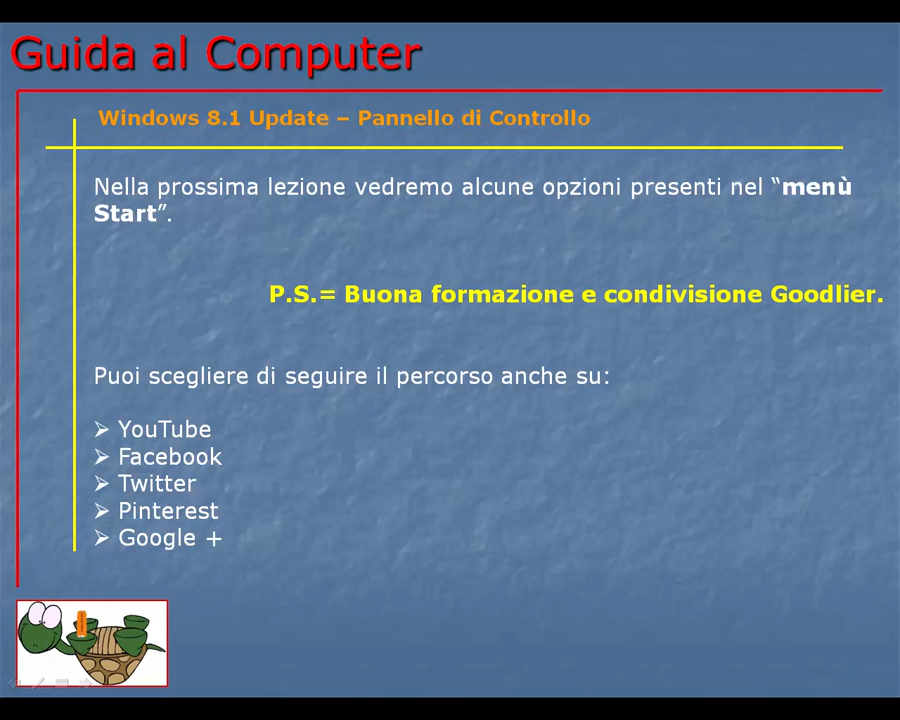 Guida al Computer
Windows 8.1 Update – Pannello di Controllo
Nella prossima lezione vedremo alcune opzioni presenti nel “menù
Start”.
P.S.= Buona formazione e condivisione Goodlier.
Puoi scegliere di seguire il percorso anche su:
YouTube
Facebook
Twitter
Pinterest
Google +